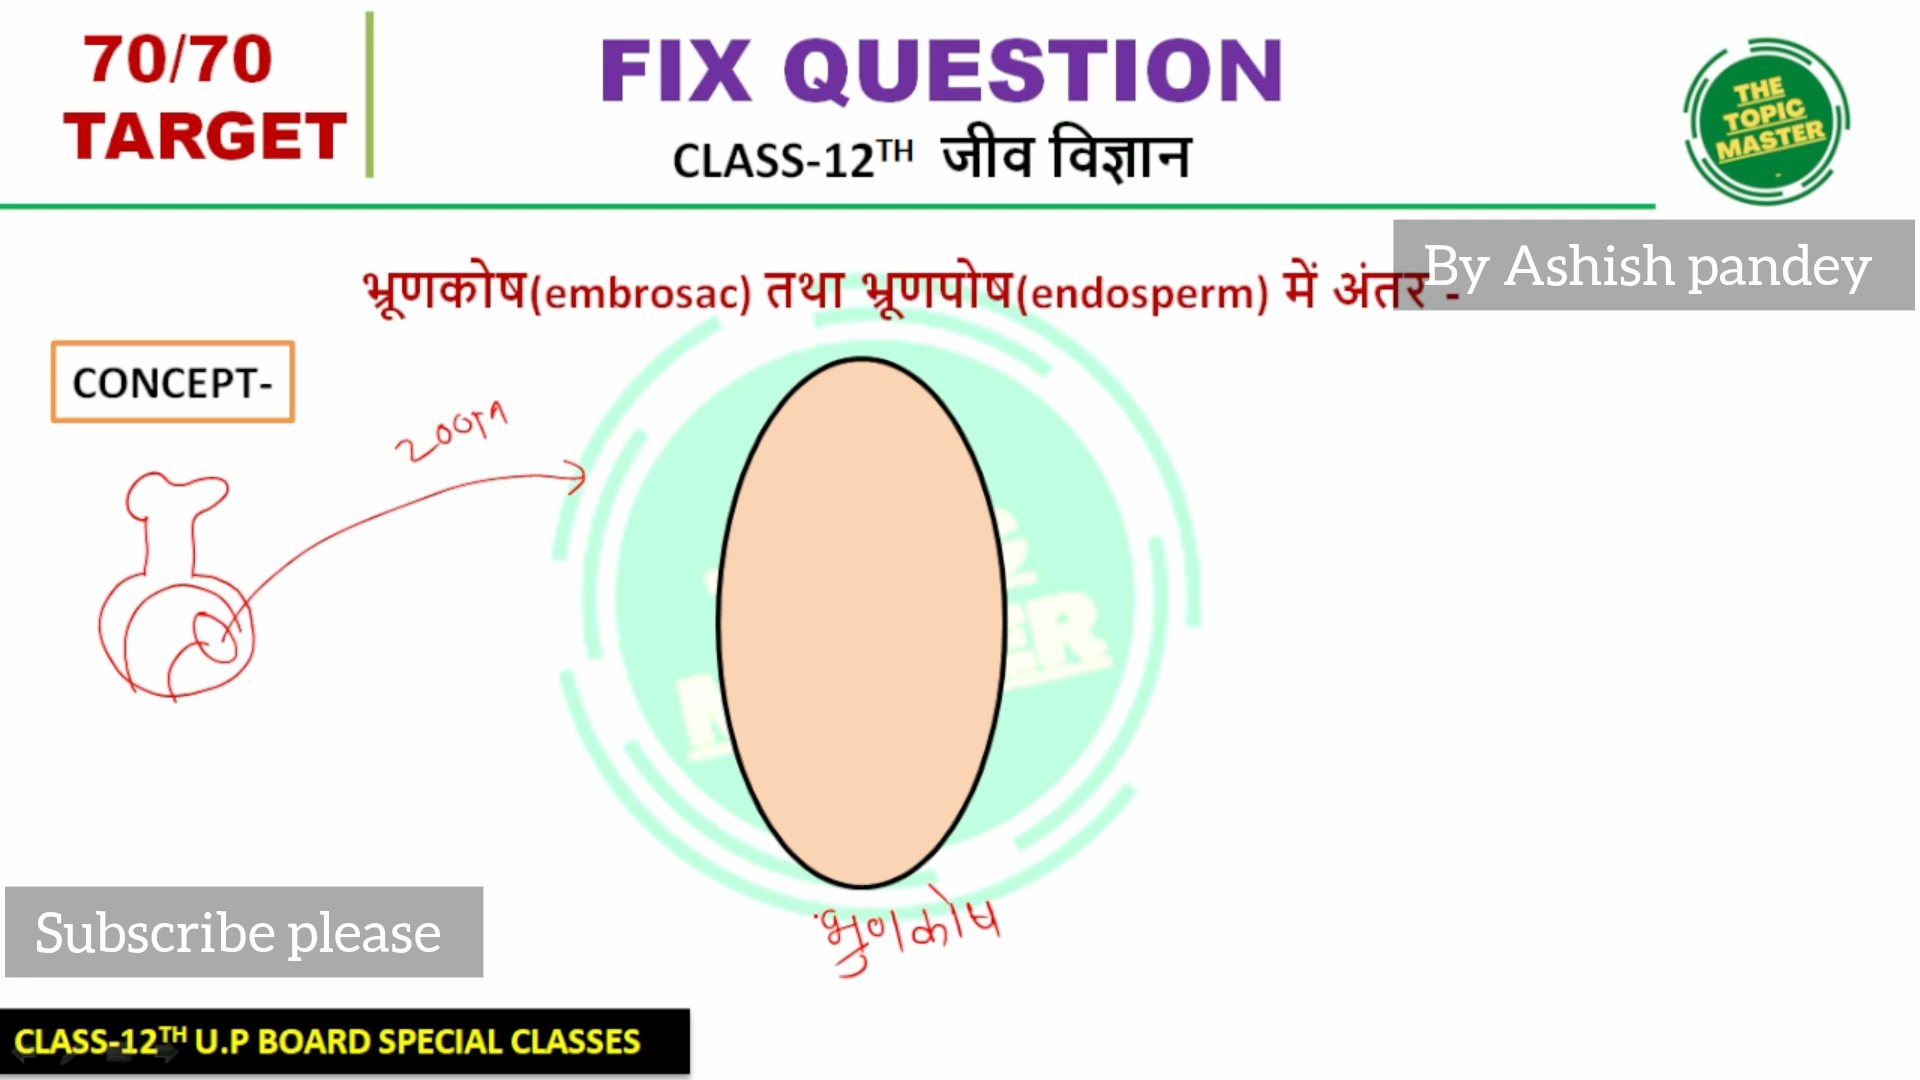 70/70
TARGET
FIX QUESTION
CLASS-12TH जीव विज्ञान
THE
TOPIC
MASTER
By Ashish pandey
भ्रूणकोष(embrosac) तथा भ्रूणपोष(endosperm) में अंतर -
CONCEPT-
भ्रुणकोष
Subscribe please
CLASS-12TH U.P BOARD SPECIAL CLASSES